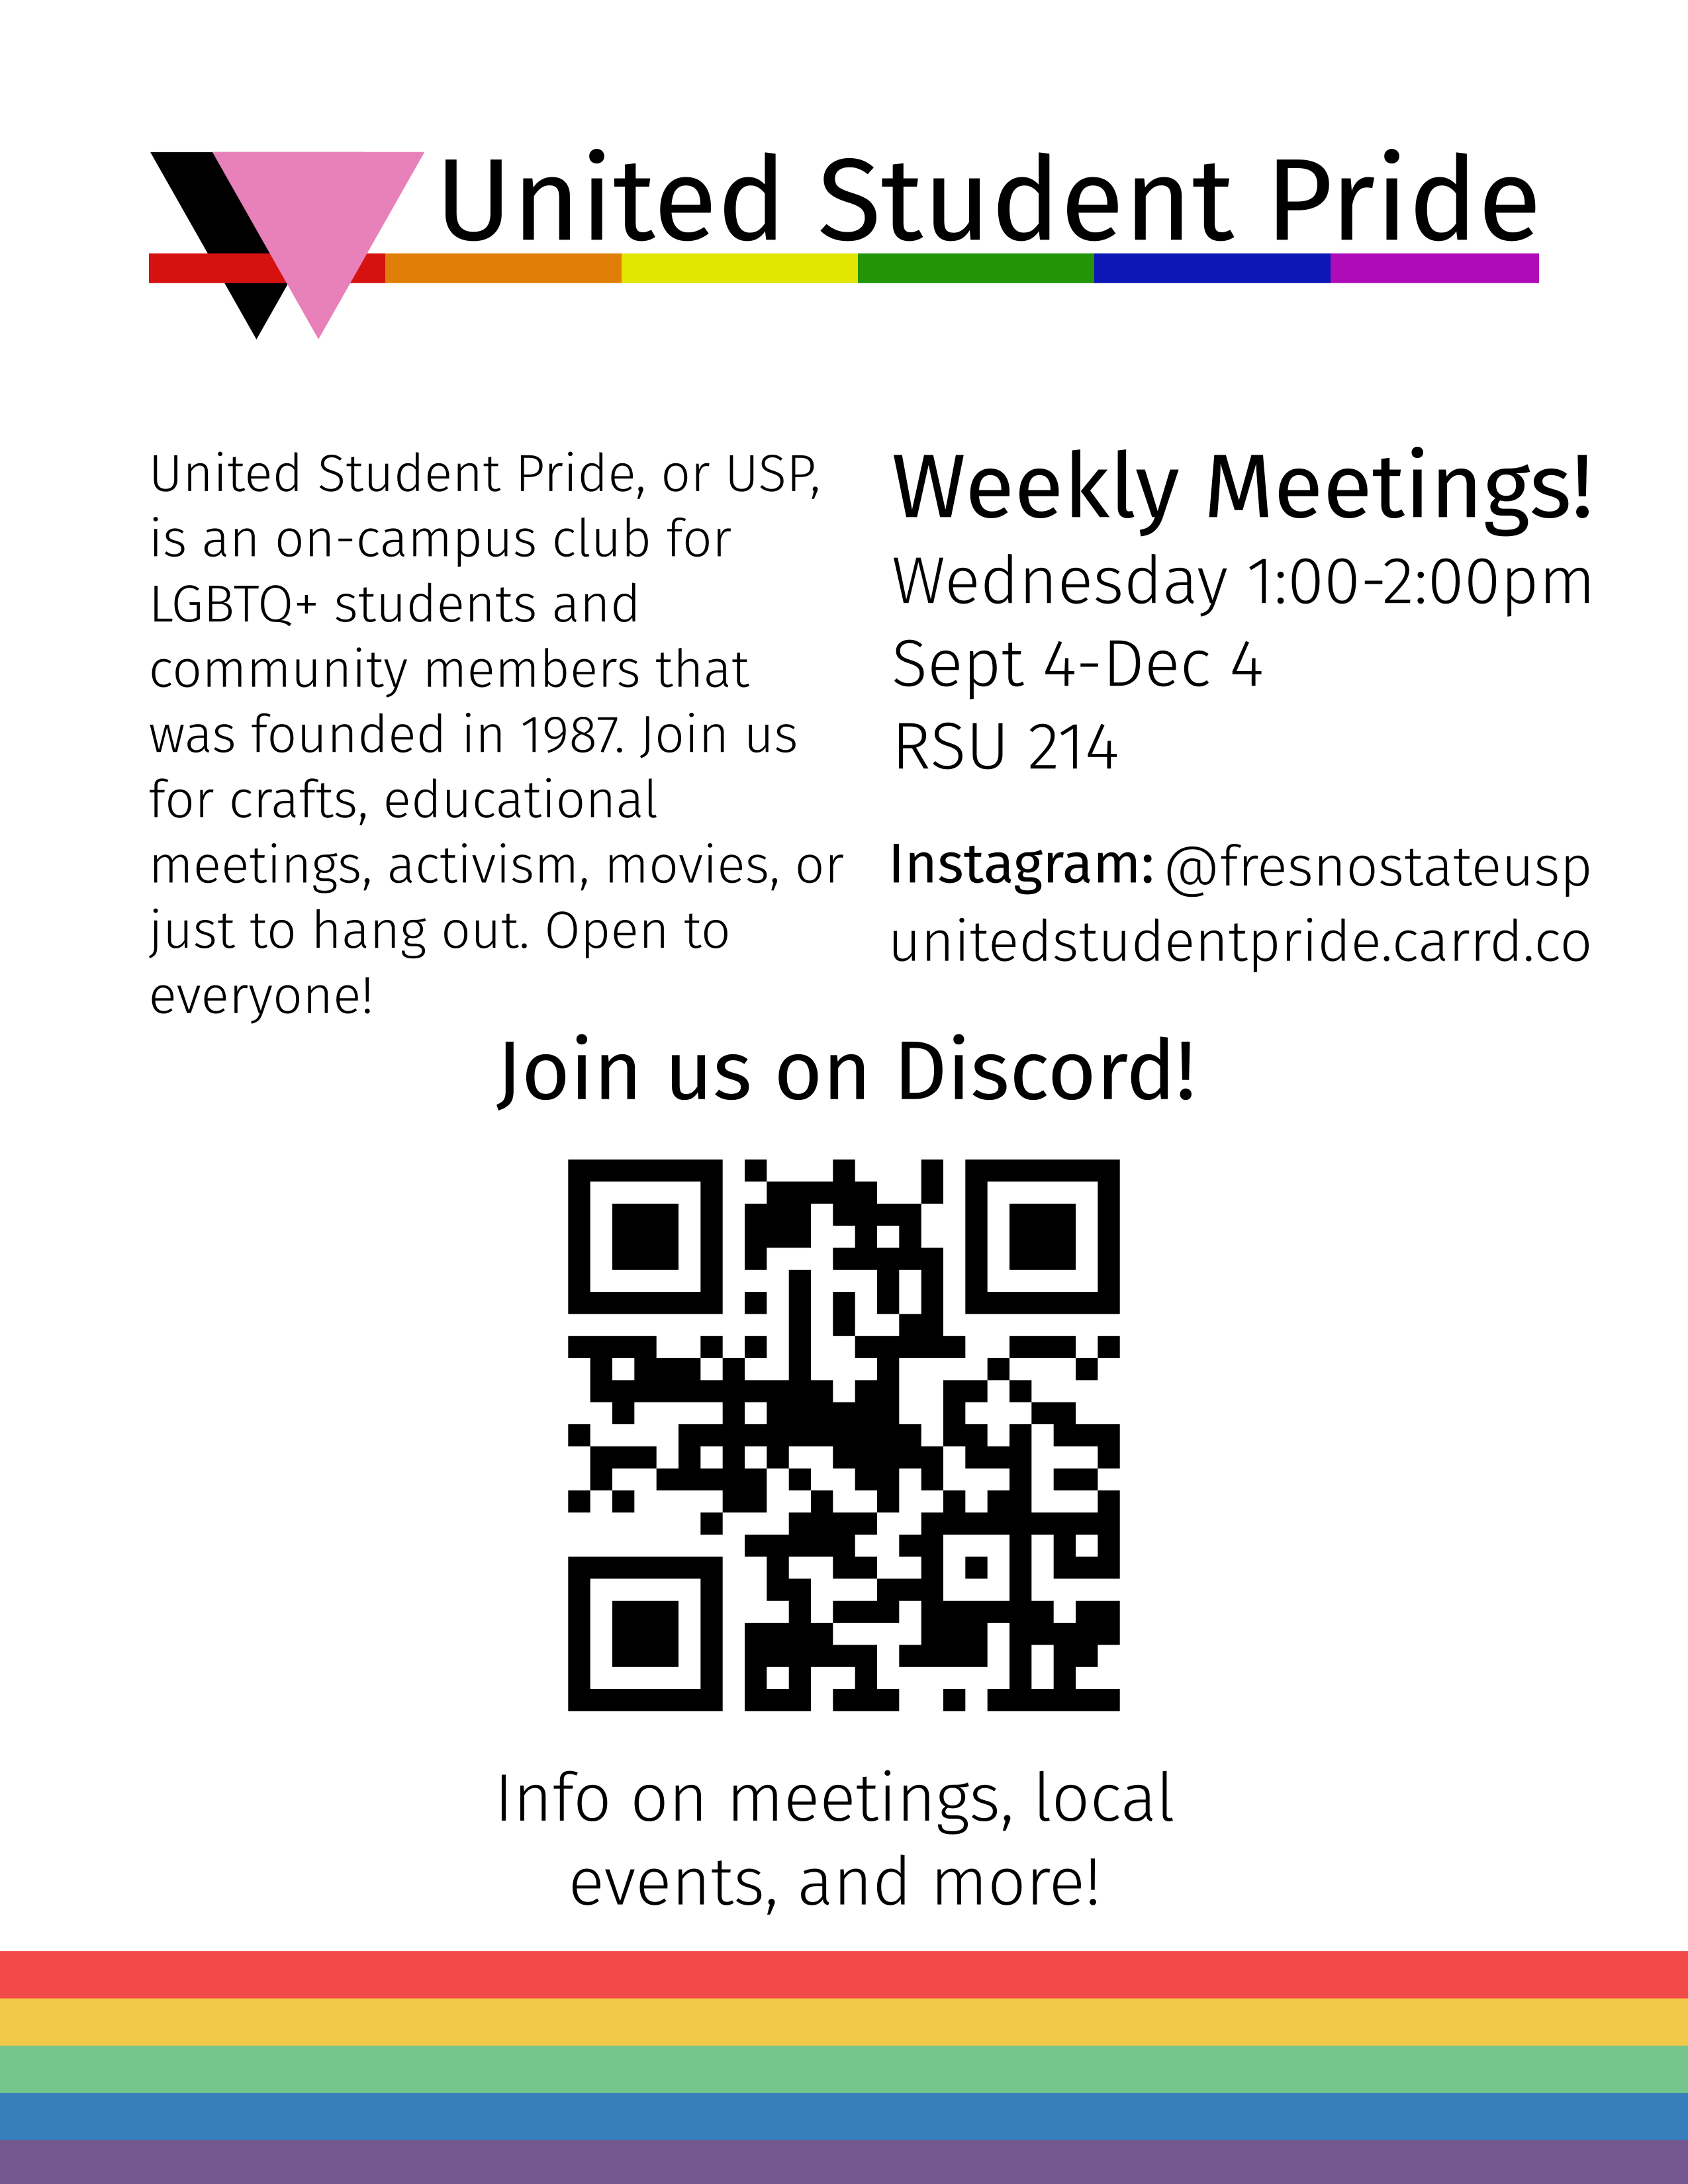 United Student Pride
United Student Pride, or USP,
is an on-campus club for
LGBTQ+ students and
community members that
was founded in 1987. Join us
for crafts, educational
meetings, activism, movies, or
just to hang out. Open to
everyone!
Weekly Meetings!
Wednesday 1:00-2:00pm
Sept 4-Dec 4
RSU 214
Instagram: @fresnostateusp
unitedstudentpride.carrd.co
Join us on Discord!
Info on meetings, local
events, and more!